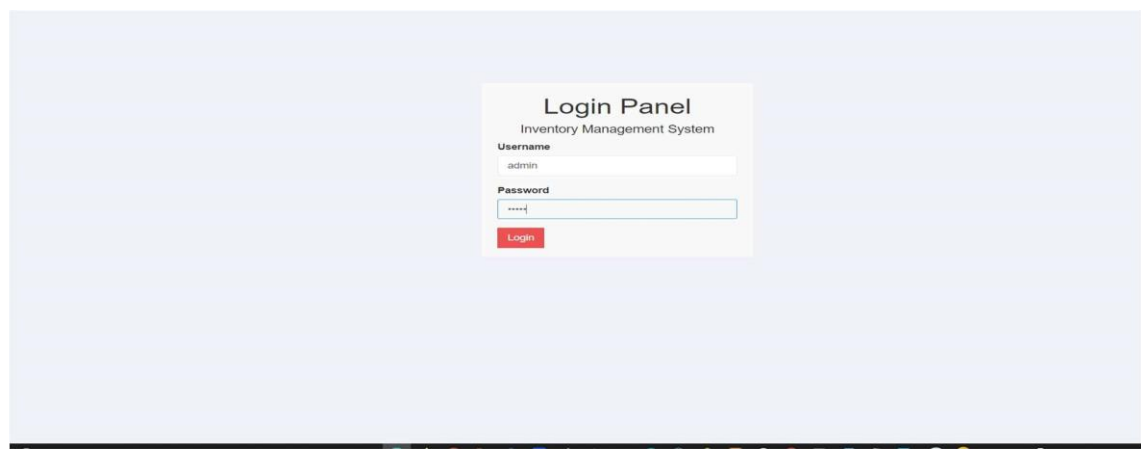 Login Panel
Inventory Management System
Username
admin
Password
•••••
Login